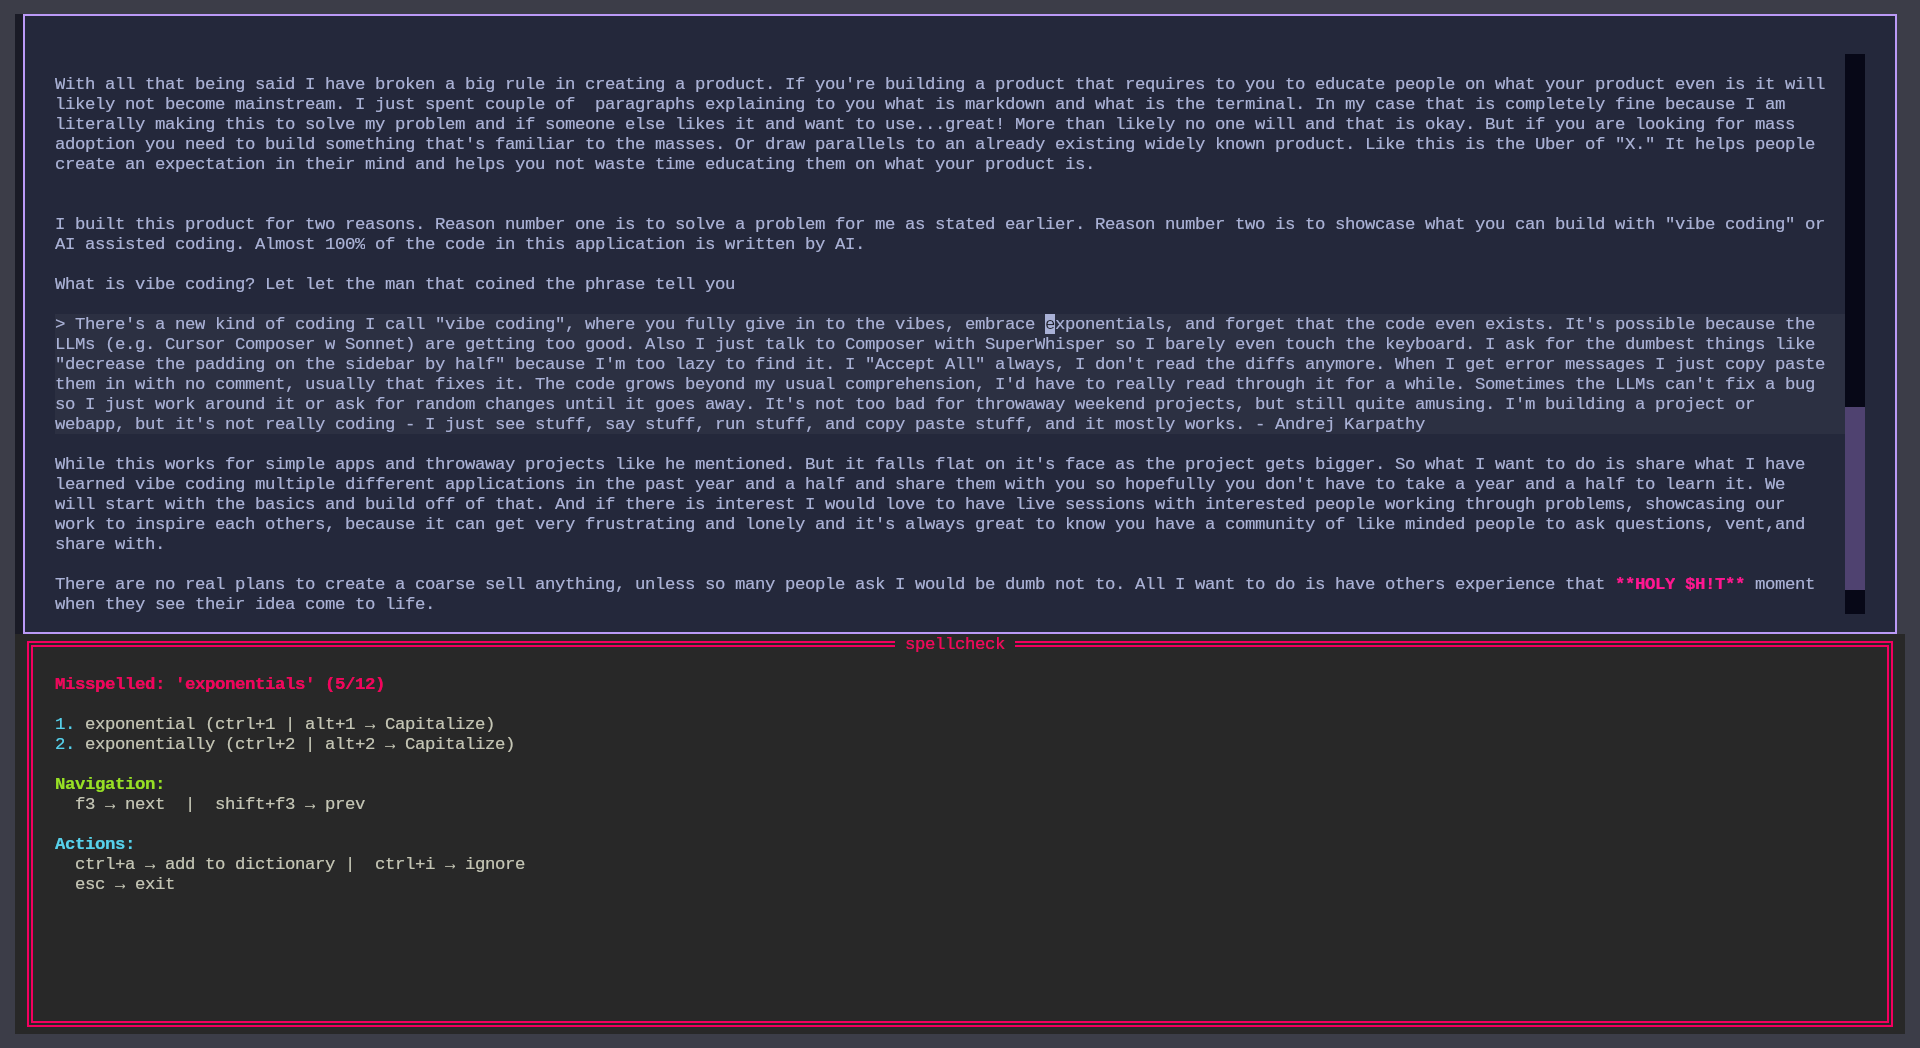 With all that being said I have broken a big rule in creating a product. If you're building a product that requires to you to educate people on what your product even is it will
likely not become mainstream. I just spent couple of  paragraphs explaining to you what is markdown and what is the terminal. In my case that is completely fine because I am
literally making this to solve my problem and if someone else likes it and want to use...great! More than likely no one will and that is okay. But if you are looking for mass
adoption you need to build something that's familiar to the masses. Or draw parallels to an already existing widely known product. Like this is the Uber of "X." It helps people
create an expectation in their mind and helps you not waste time educating them on what your product is.
I built this product for two reasons. Reason number one is to solve a problem for me as stated earlier. Reason number two is to showcase what you can build with "vibe coding" or
AI assisted coding. Almost 100% of the code in this application is written by AI.
What is vibe coding? Let let the man that coined the phrase tell you
> There's a new kind of coding I call "vibe coding", where you fully give in to the vibes, embrace exponentials, and forget that the code even exists. It's possible because the
LLMs (e.g. Cursor Composer w Sonnet) are getting too good. Also I just talk to Composer with SuperWhisper so I barely even touch the keyboard. I ask for the dumbest things like
"decrease the padding on the sidebar by half" because I'm too lazy to find it. I "Accept All" always, I don't read the diffs anymore. When I get error messages I just copy paste
them in with no comment, usually that fixes it. The code grows beyond my usual comprehension, I'd have to really read through it for a while. Sometimes the LLMs can't fix a bug
so I just work around it or ask for random changes until it goes away. It's not too bad for throwaway weekend projects, but still quite amusing. I'm building a project or
webapp, but it's not really coding - I just see stuff, say stuff, run stuff, and copy paste stuff, and it mostly works. - Andrej Karpathy
While this works for simple apps and throwaway projects like he mentioned. But it falls flat on it's face as the project gets bigger. So what I want to do is share what I have
learned vibe coding multiple different applications in the past year and a half and share them with you so hopefully you don't have to take a year and a half to learn it. We
will start with the basics and build off of that. And if there is interest I would love to have live sessions with interested people working through problems, showcasing our
work to inspire each others, because it can get very frustrating and lonely and it's always great to know you have a community of like minded people to ask questions, vent,and
share with.
There are no real plans to create a coarse sell anything, unless so many people ask I would be dumb not to. All I want to do is have others experience that **HOLY $H!T** moment
when they see their idea come to life.
spellcheck
Misspelled: 'exponentials' (5/12)
1. exponential (ctrl+1 | alt+1 → Capitalize)
2. exponentially (ctrl+2 | alt+2 → Capitalize)
Navigation:
f3 → next  |  shift+f3 → prev
Actions:
ctrl+a → add to dictionary |  ctrl+i → ignore
esc → exit